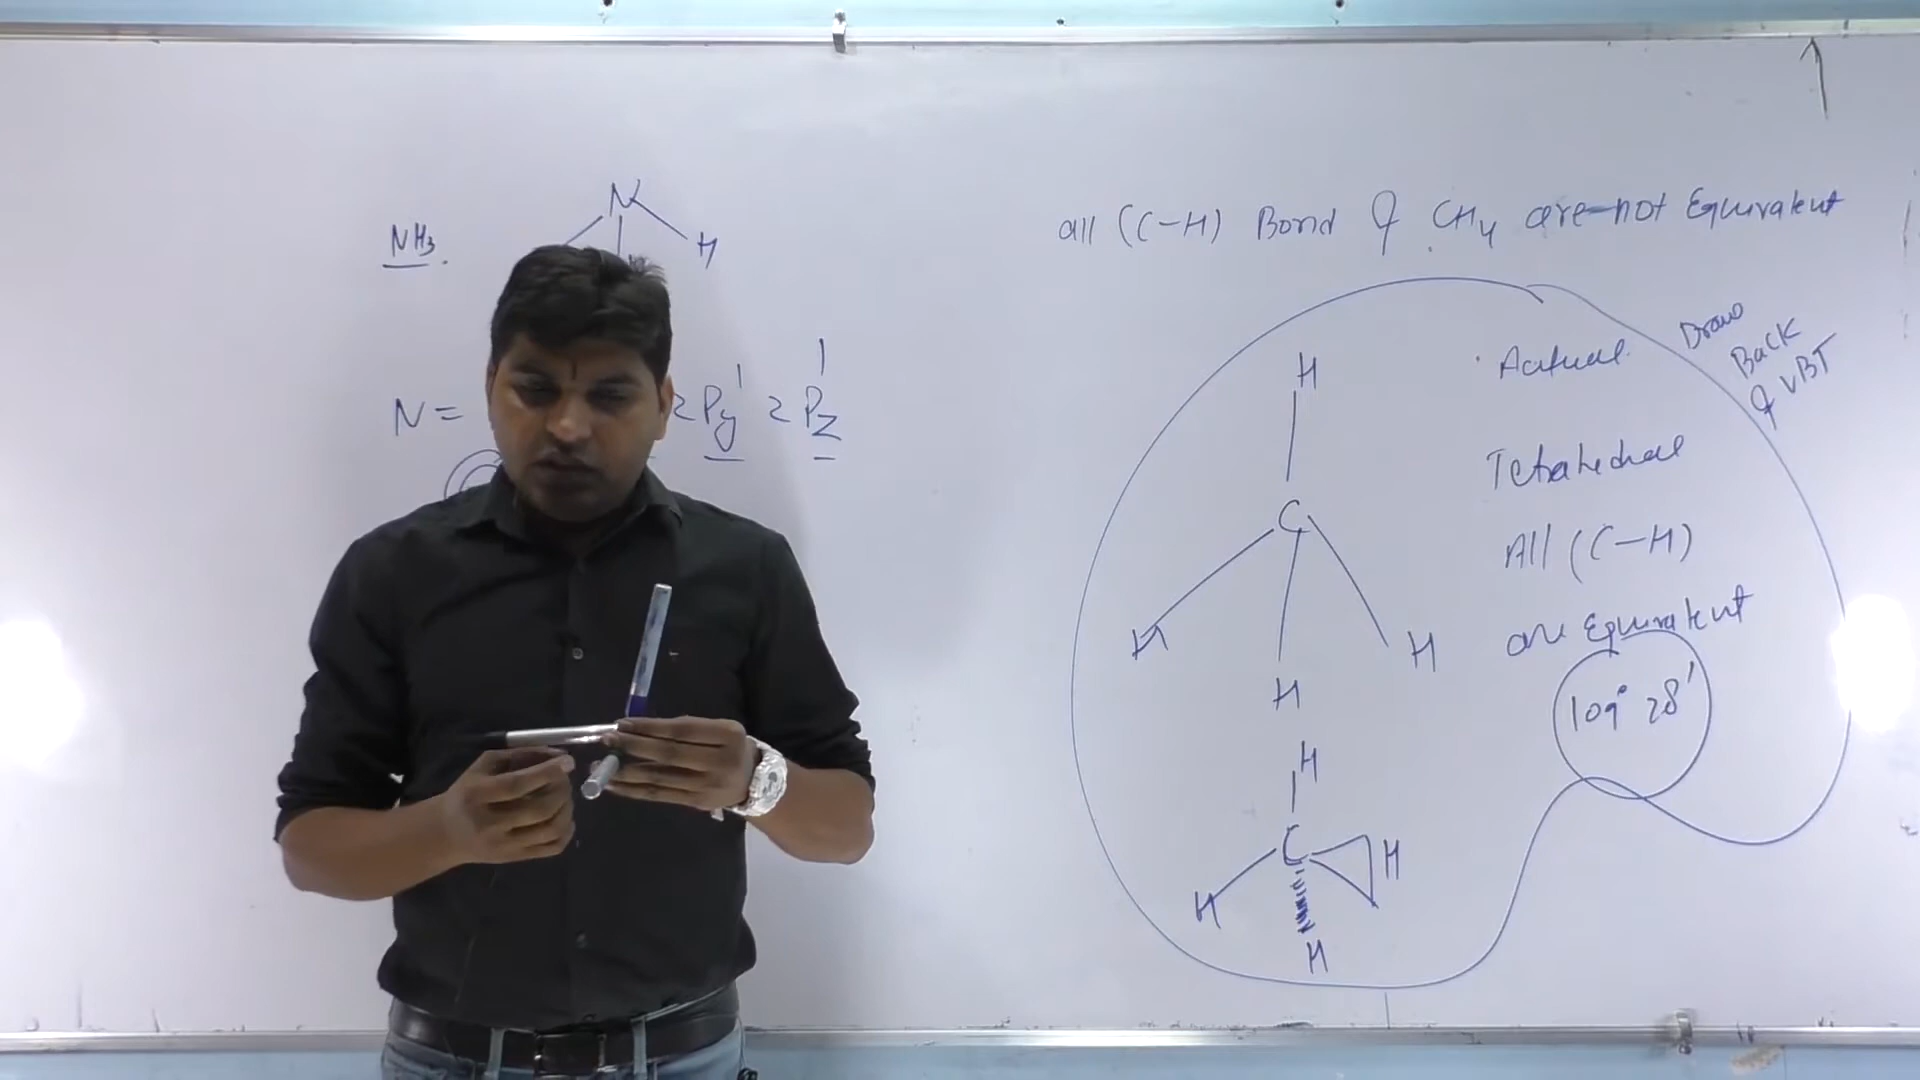 NH3.
N
H
N = 2Py¹ 2Pz¹
all (C-H) Bond of CH4 are not Equivalent
H
C
H H H
Actual.
Tetrahedral
All (C-H)
are Equivalent
109° 28'
Draw
Back
of VBT
H
C H
H
H